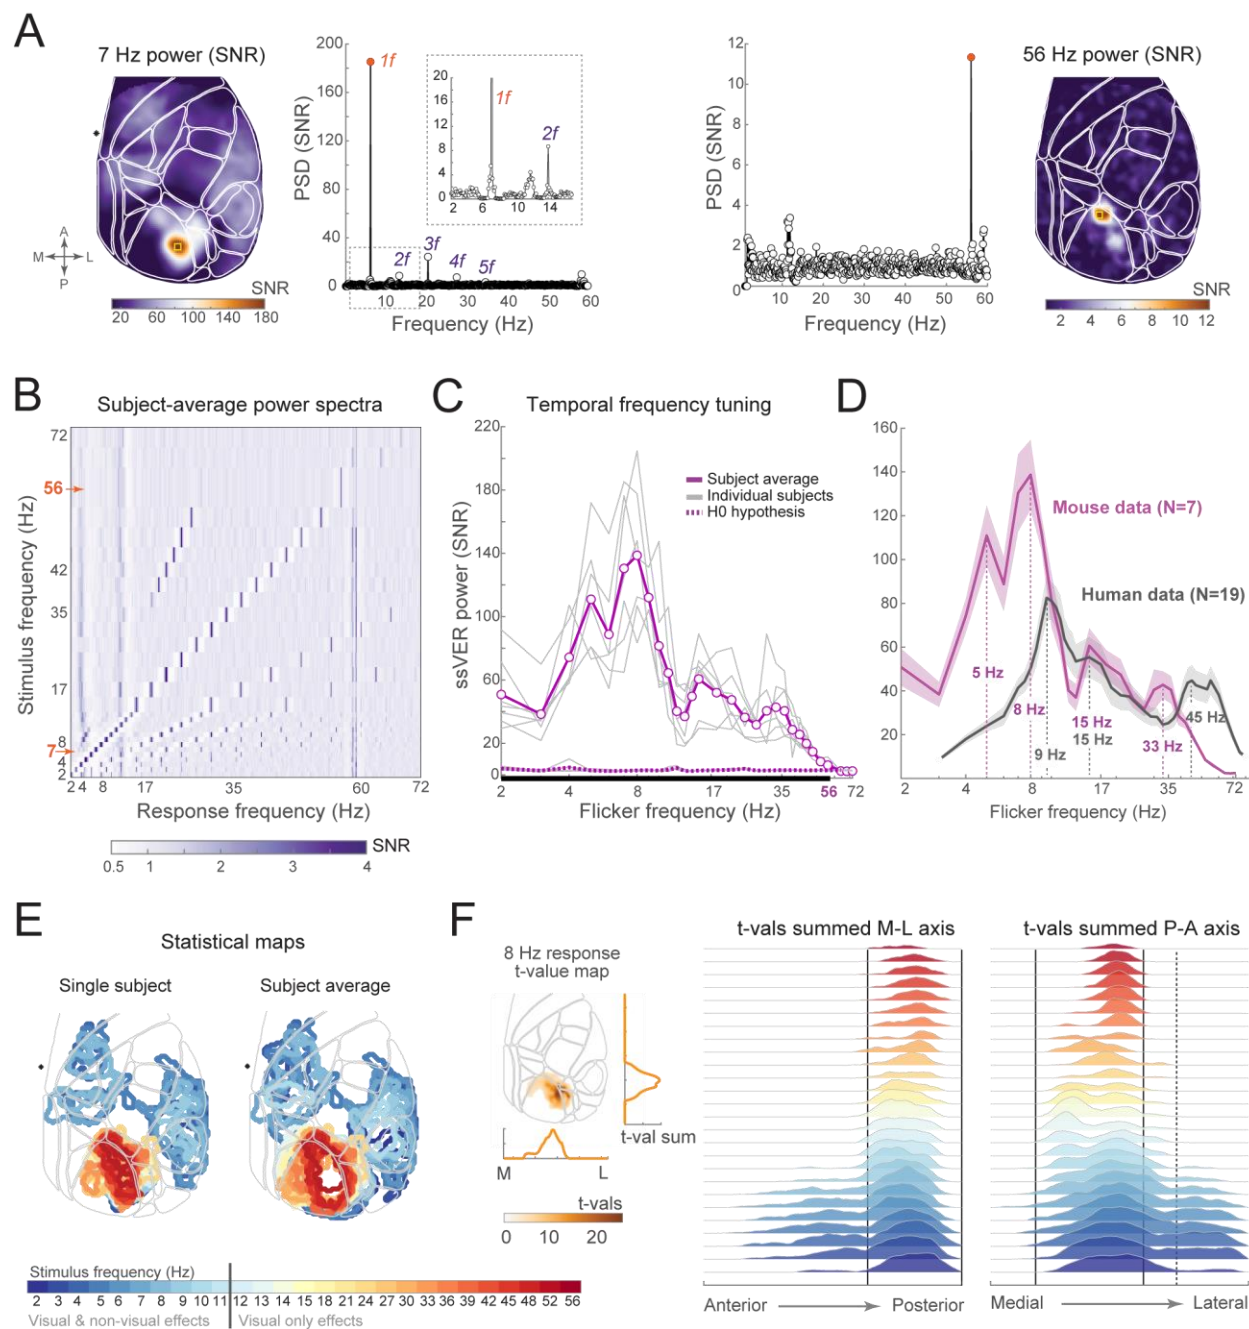 A
7 Hz power (SNR)
A
M L
P
SNR
20 60 100 140 180
PSD (SNR)
200
160
120
80
40
0
1f
2f
3f
4f
5f
20
16
12
8
4
0
1f
2f
2 6 10 14
10 20 30 40 50 60
Frequency (Hz)
PSD (SNR)
12
10
8
6
4
2
0
10 20 30 40 50 60
Frequency (Hz)
56 Hz power (SNR)
SNR
2 4 6 8 10 12
B
Subject-average power spectra
Stimulus frequency (Hz)
72
56
42
35
17
8
7
4
2
2 4 8 17 35 72
Response frequency (Hz)
SNR
0.5 1 2 3 4
C
Temporal frequency tuning
ssVER power (SNR)
220
180
140
100
60
20
0
Subject average
Individual subjects
H0 hypothesis
2 4 8 17 35 56 72
Flicker frequency (Hz)
D
160
140
120
100
80
60
40
20
Mouse data (N=7)
Human data (N=19)
5 Hz
8 Hz
9 Hz
15 Hz
15 Hz
33 Hz
45 Hz
2 4 8 17 35 72
Flicker frequency (Hz)
E
Statistical maps
Single subject
Subject average
Stimulus frequency (Hz)
2 3 4 5 6 7 8 9 10 11 12 13 14 15 18 21 24 27 30 33 36 39 42 45 48 52 56
Visual & non-visual effects
Visual only effects
F
8 Hz response
t-value map
t-val sum
M L
t-vals
0 10 20
t-vals summed M-L axis
Anterior Posterior
t-vals summed P-A axis
Medial Lateral